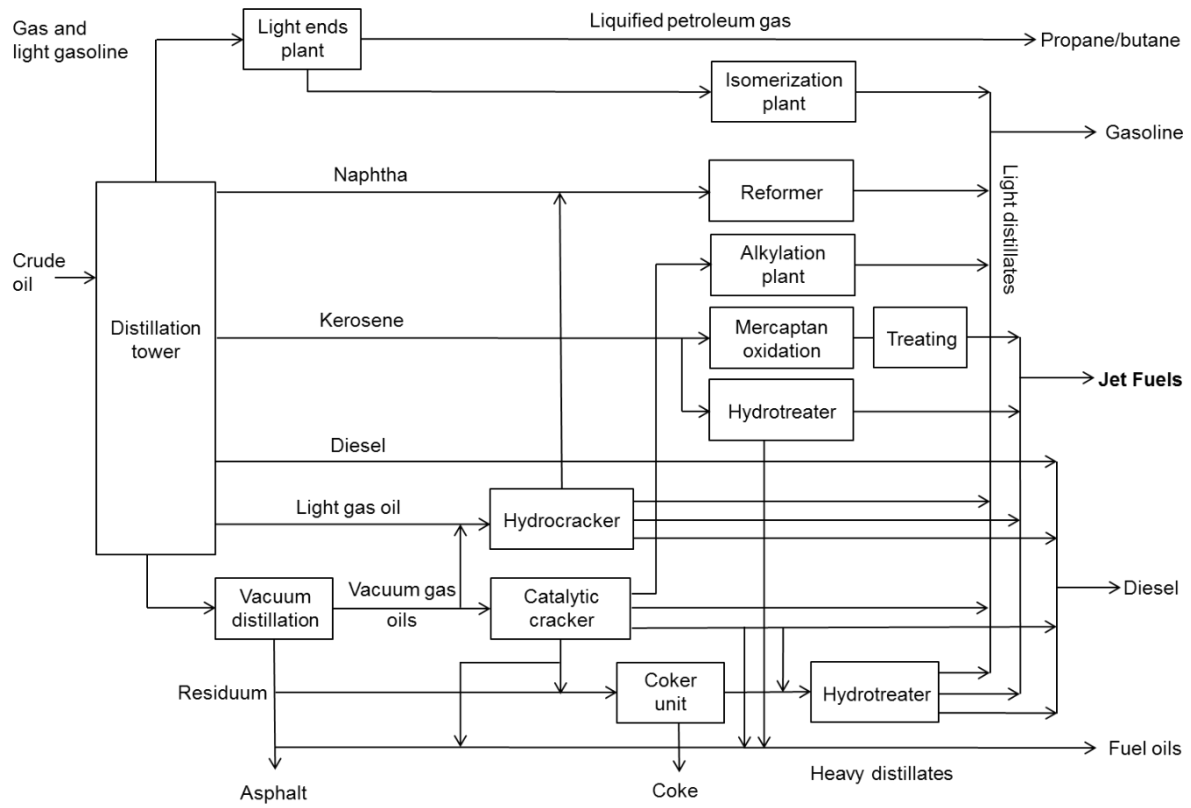 Gas and
light gasoline
Light ends
plant
Liquified petroleum gas
Propane/butane
Isomerization
plant
Gasoline
Naphtha
Reformer
Light distillates
Crude
oil
Alkylation
plant
Distillation
tower
Kerosene
Mercaptan
oxidation
Treating
Jet Fuels
Hydrotreater
Diesel
Light gas oil
Hydrocracker
Vacuum
distillation
Vacuum gas
oils
Catalytic
cracker
Diesel
Residuum
Coker
unit
Hydrotreater
Fuel oils
Heavy distillates
Asphalt
Coke